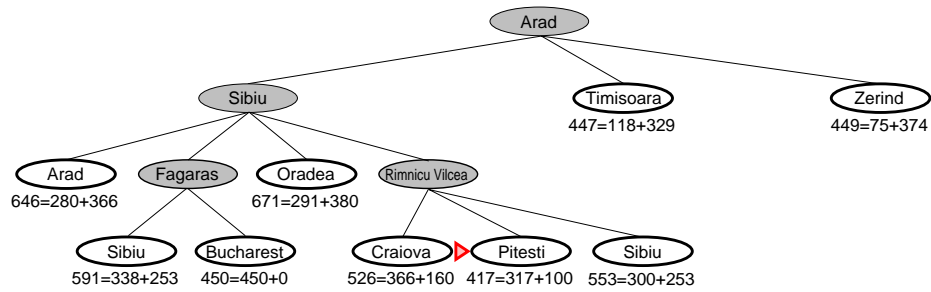 Arad
Sibiu Timisoara Zerind
447=118+329 449=75+374
Arad Fagaras Oradea Rimnicu Vilcea
646=280+366 671=291+380
Sibiu Bucharest Craiova Pitesti Sibiu
591=338+253 450=450+0 526=366+160 417=317+100 553=300+253